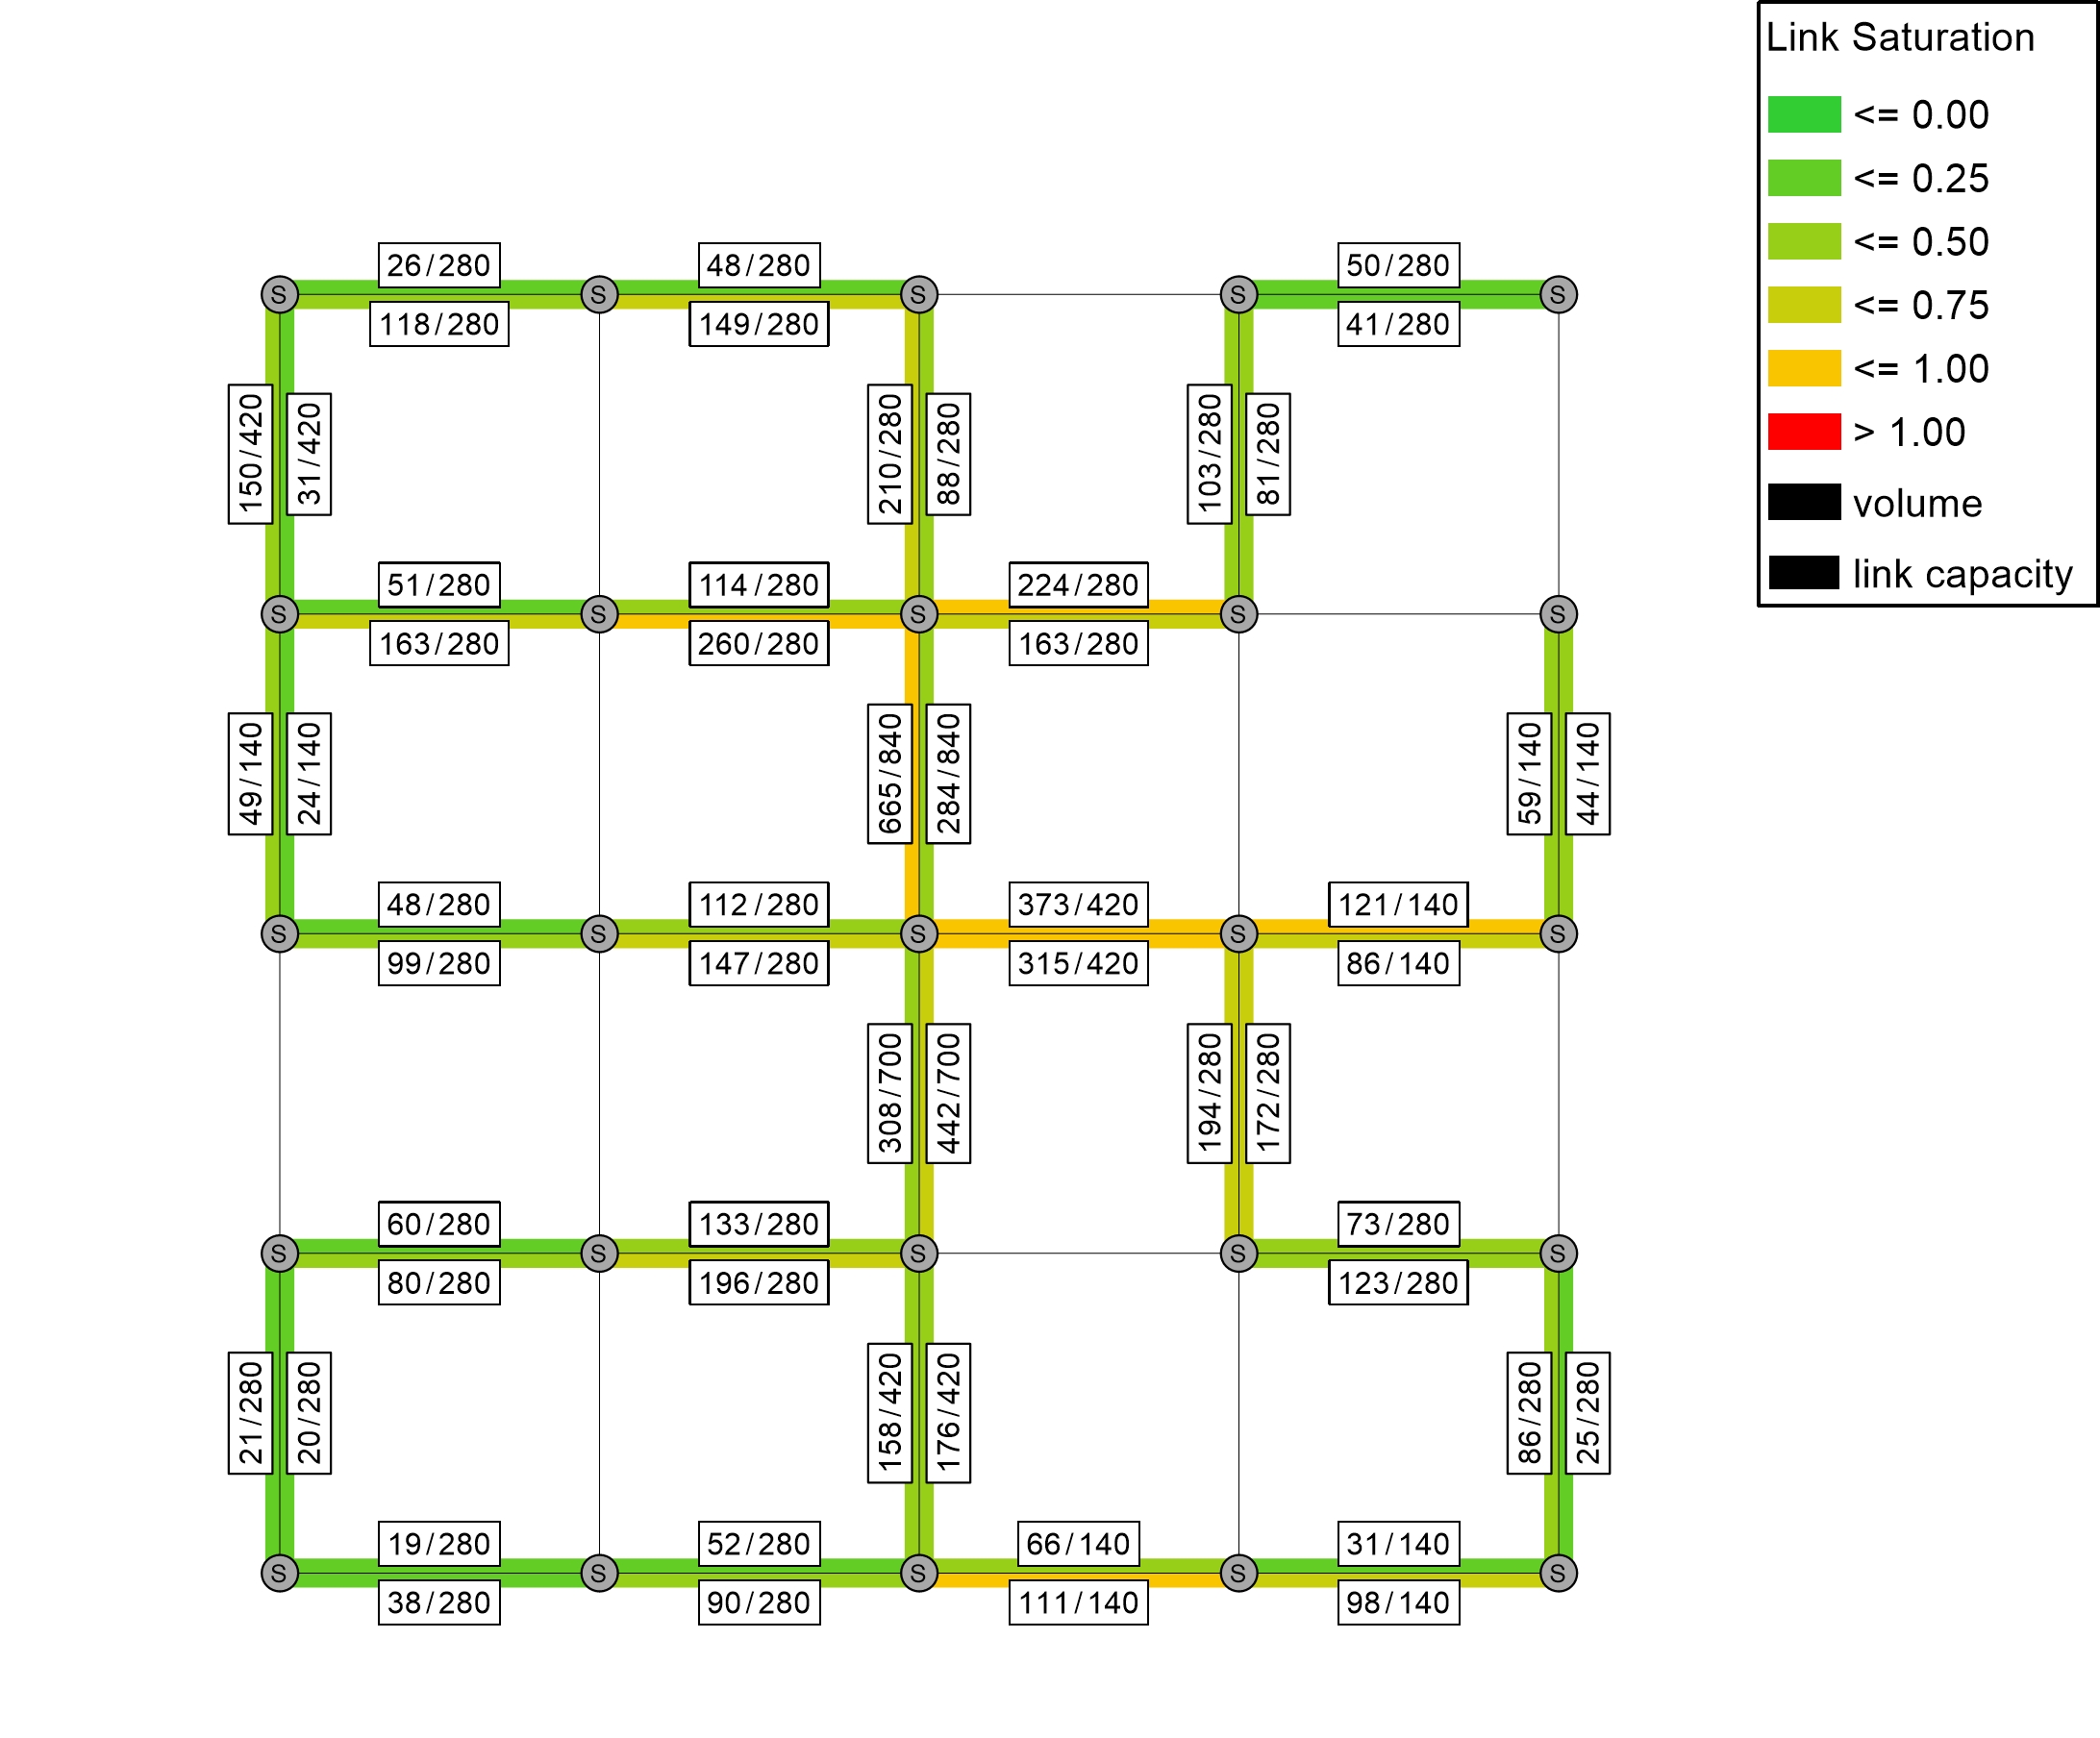 Link Saturation
<= 0.00
<= 0.25
<= 0.50
<= 0.75
<= 1.00
> 1.00
volume
link capacity
26/280
48/280
50/280
S
S
S
S
S
118/280
149/280
41/280
150/420
31/420
210/280
88/280
103/280
81/280
51/280
114/280
224/280
S
S
S
S
S
163/280
260/280
163/280
49/140
24/140
665/840
284/840
59/140
44/140
48/280
112/280
373/420
121/140
S
S
S
S
S
99/280
147/280
315/420
86/140
308/700
442/700
194/280
172/280
60/280
133/280
73/280
S
S
S
S
S
80/280
196/280
123/280
21/280
20/280
158/420
176/420
86/280
25/280
19/280
52/280
66/140
31/140
S
S
S
S
S
38/280
90/280
111/140
98/140